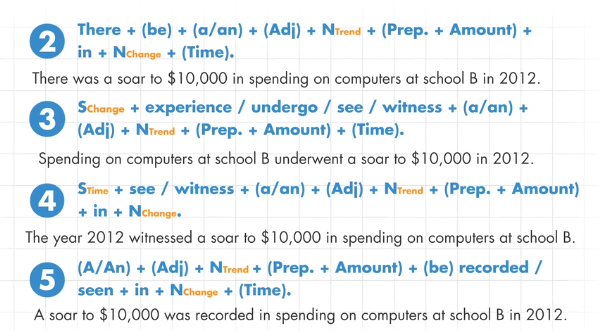 2 There + (be) + (a/an) + (Adj) + NTrend + (Prep. + Amount) +
in + NChange + (Time).
There was a soar to $10,000 in spending on computers at school B in 2012.
3 SChange + experience / undergo / see / witness + (a/an) +
(Adj) + NTrend + (Prep. + Amount) + (Time).
Spending on computers at school B underwent a soar to $10,000 in 2012.
4 STime + see / witness + (a/an) + (Adj) + NTrend + (Prep. + Amount)
+ in + NChange.
The year 2012 witnessed a soar to $10,000 in spending on computers at school B.
5 (A/An) + (Adj) + NTrend + (Prep. + Amount) + (be) recorded /
seen + in + NChange + (Time).
A soar to $10,000 was recorded in spending on computers at school B in 2012.